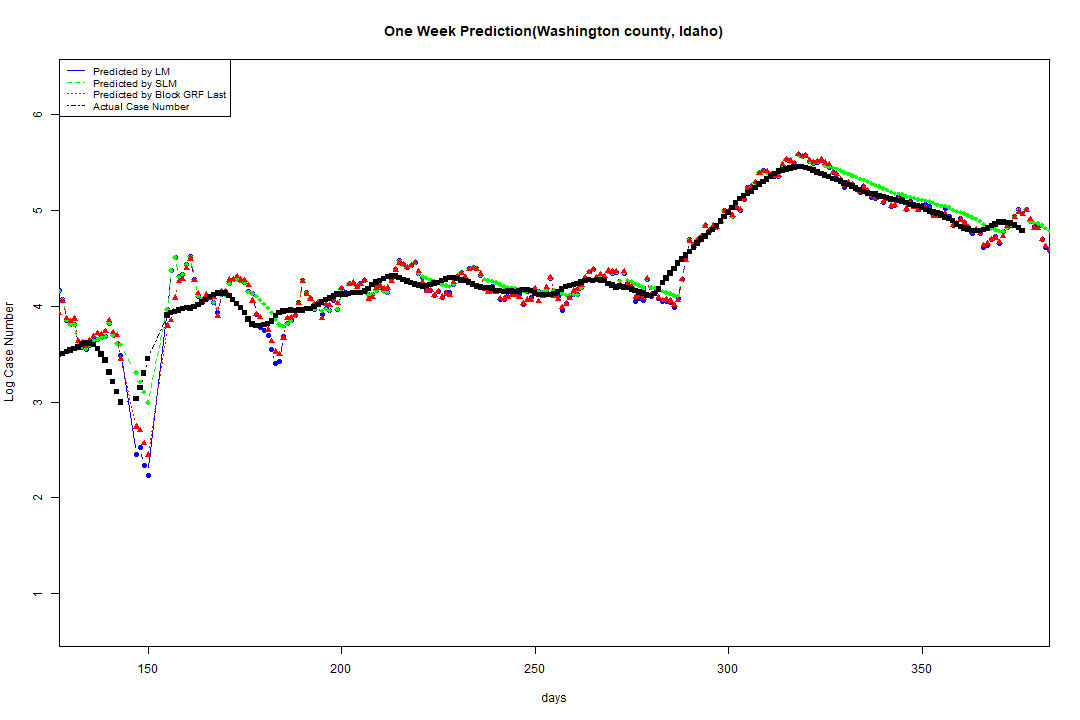 One Week Prediction(Washington county, Idaho)
Predicted by LM
Predicted by SLM
Predicted by Block GRF Last
Actual Case Number
6
5
4
3
2
1
Log Case Number
150 200 250 300 350
days